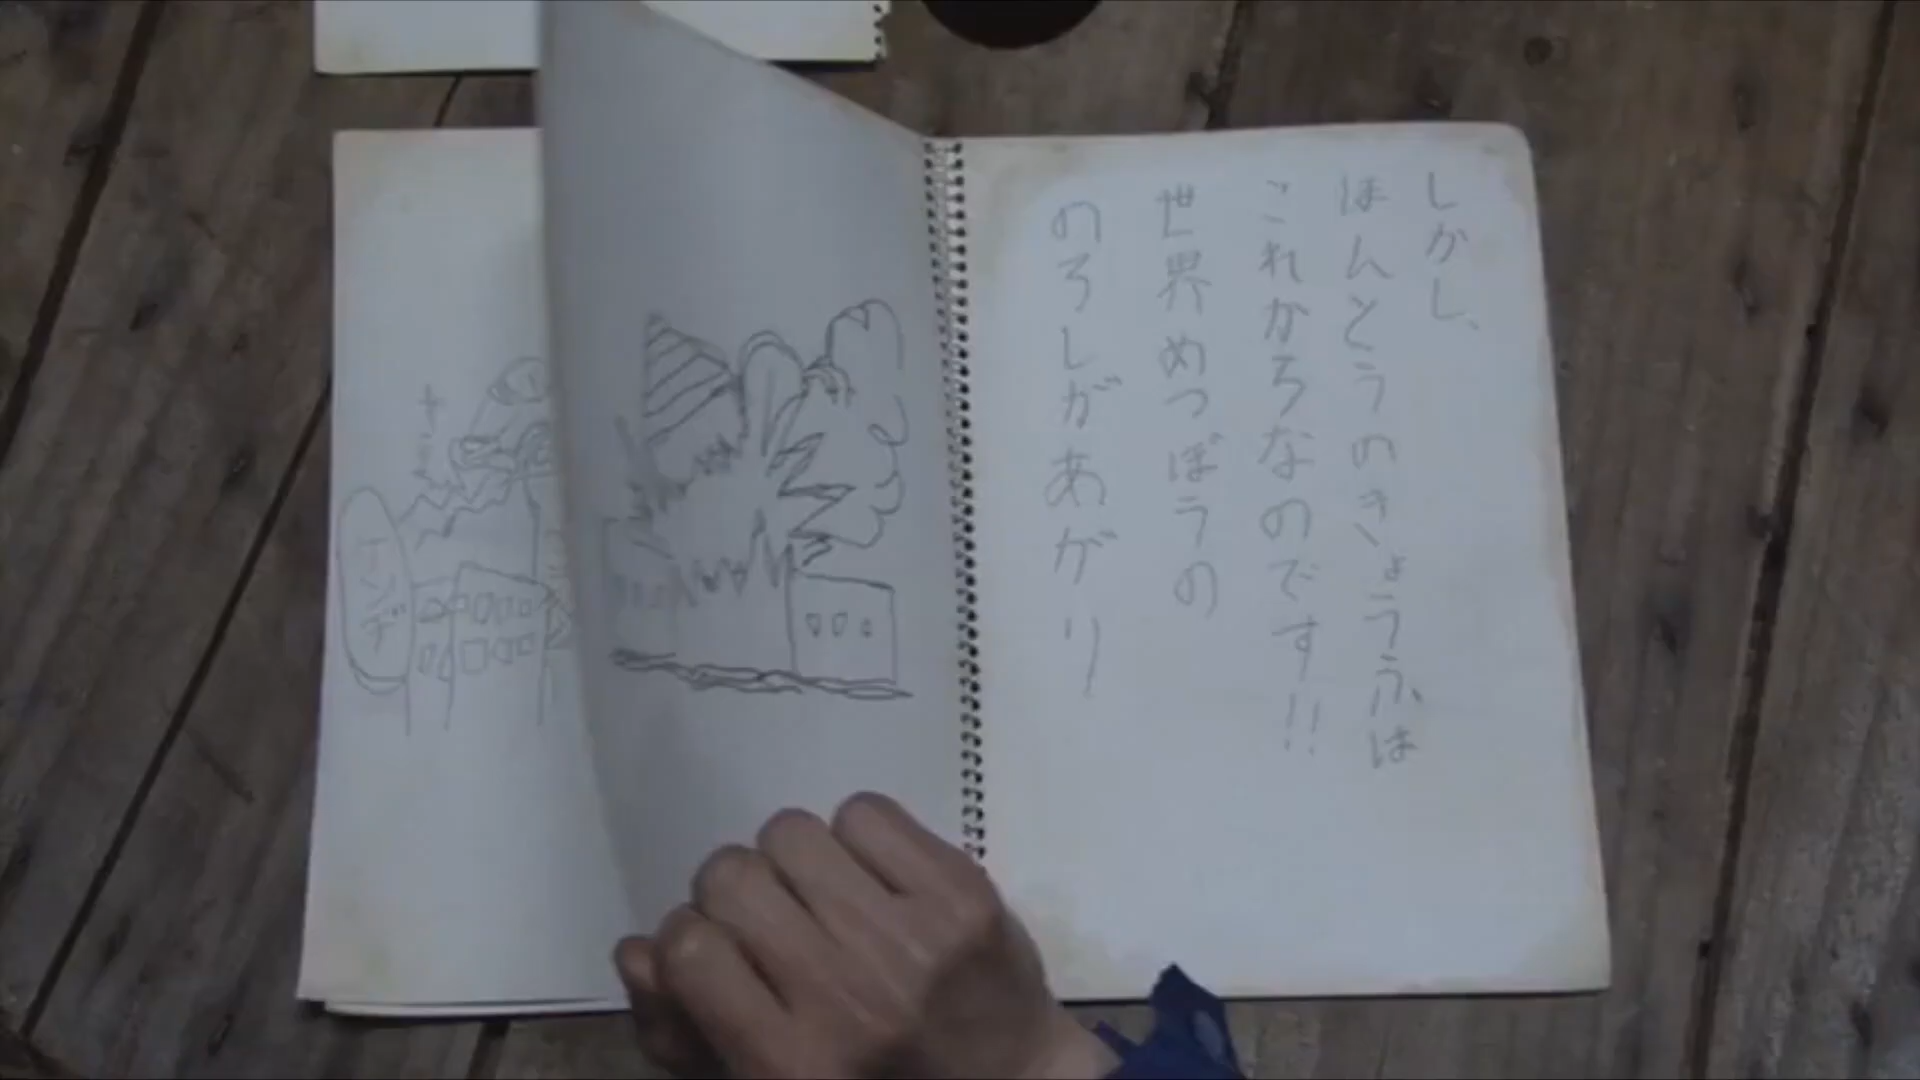 しかし、
ほんとうのきょうふは
これからなのです!!
世界めつぼうの
のろしがあがり